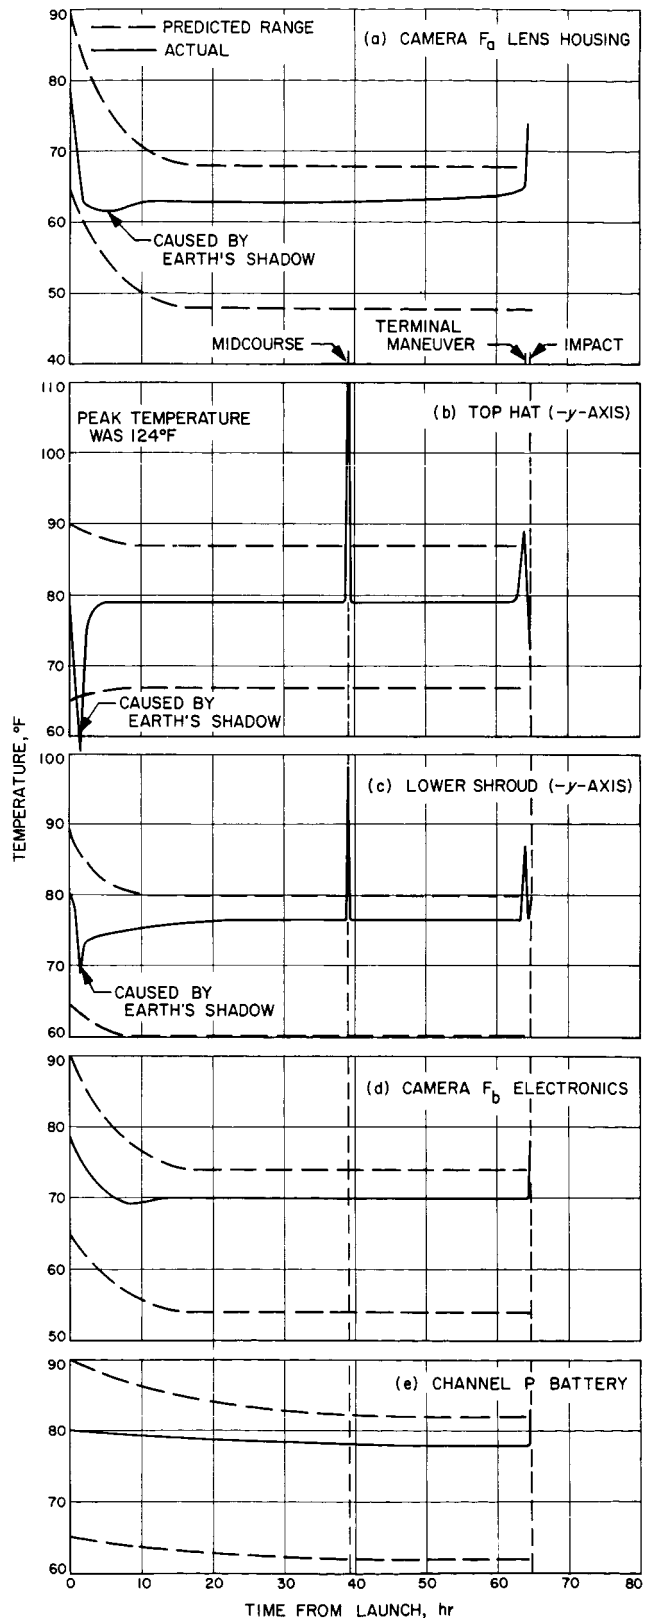 90
PREDICTED RANGE
ACTUAL
(a) CAMERA Fa LENS HOUSING
80
70
60
CAUSED BY
EARTH'S SHADOW
50
TERMINAL
MIDCOURSE
MANEUVER
IMPACT
40
110
PEAK TEMPERATURE
WAS 124°F
(b) TOP HAT (-y-AXIS)
100
90
80
70
CAUSED BY
EARTH'S SHADOW
60
100
(c) LOWER SHROUD (-y-AXIS)
90
80
70
CAUSED BY
EARTH'S SHADOW
60
TEMPERATURE, °F
90
(d) CAMERA Fb ELECTRONICS
80
70
60
50
90
(e) CHANNEL P BATTERY
80
70
60
0 10 20 30 40 50 60 70 80
TIME FROM LAUNCH, hr